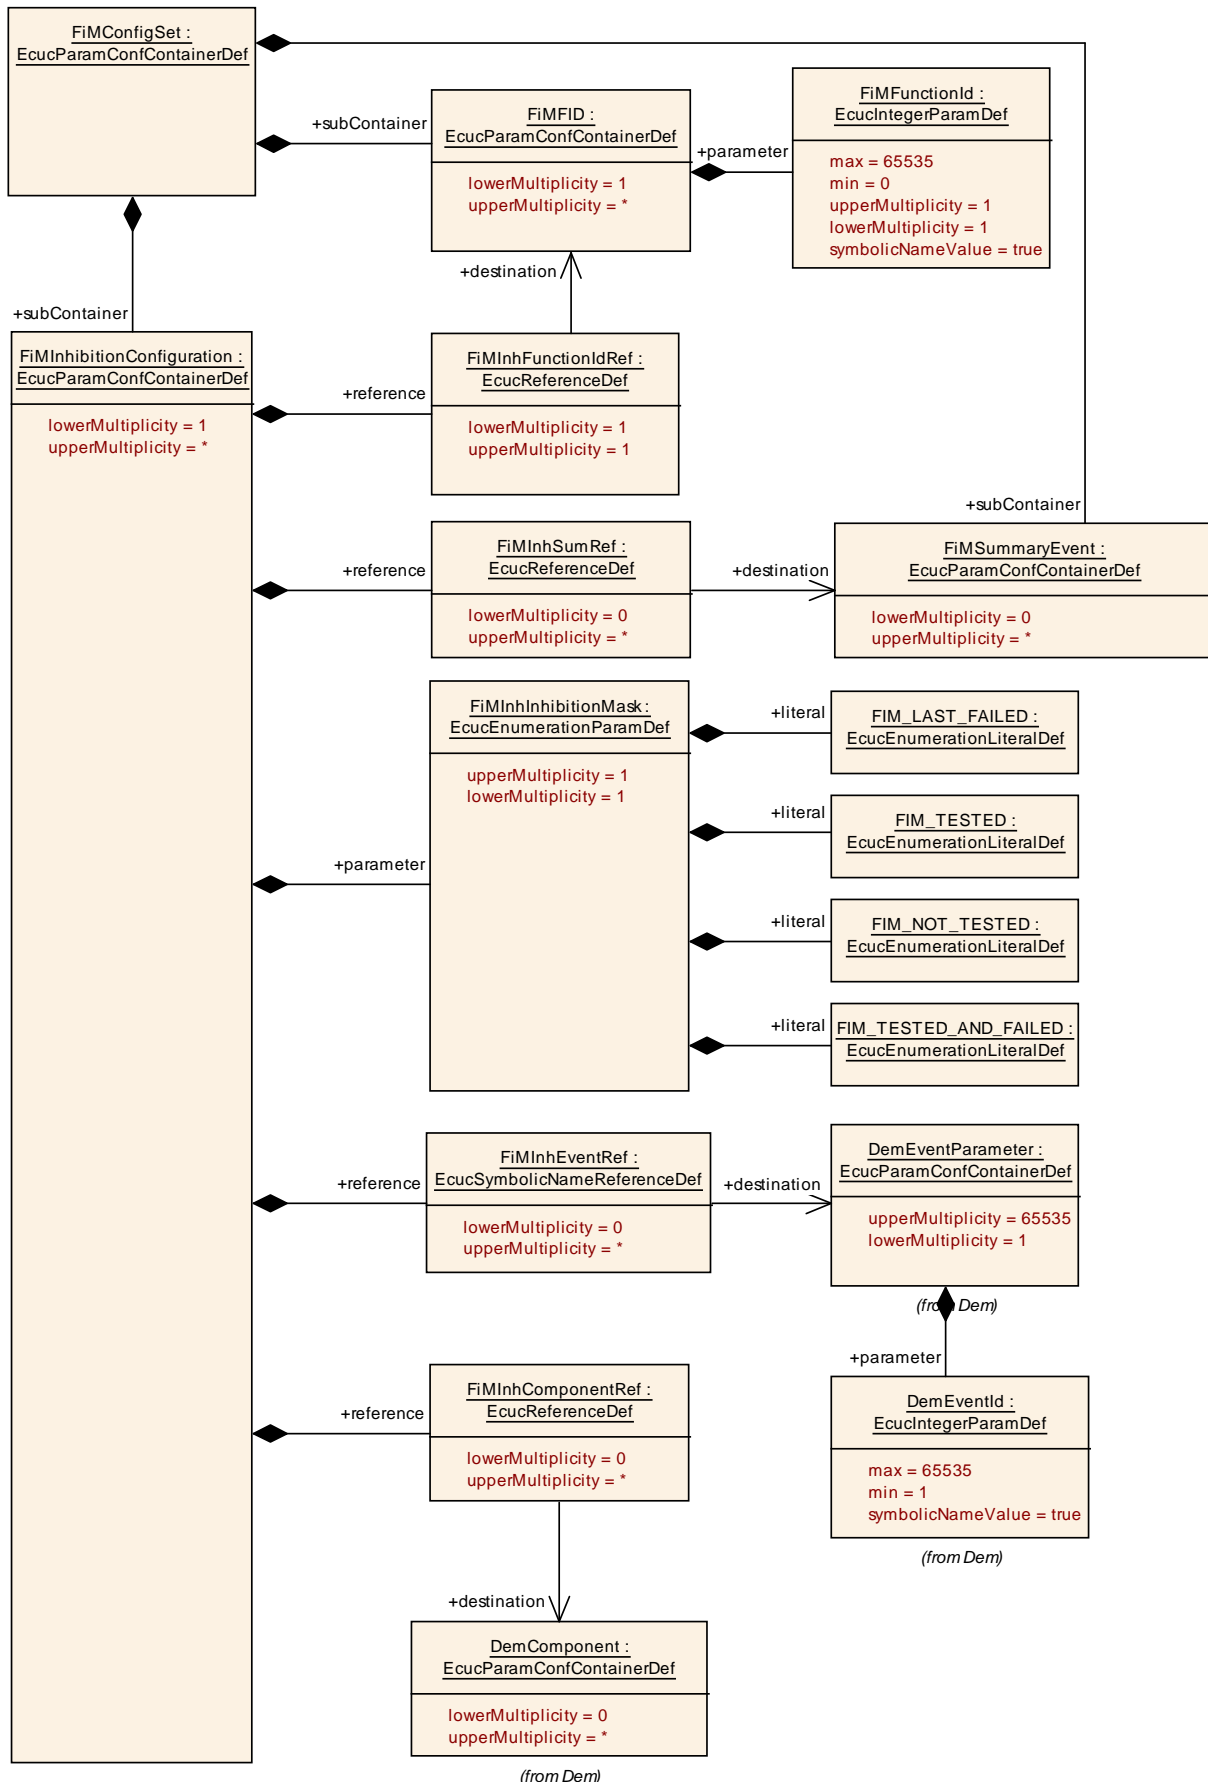 FiMConfigSet :
EcucParamConfContainerDef
+subContainer
FiMFID :
EcucParamConfContainerDef
lowerMultiplicity = 1
upperMultiplicity = *
+parameter
FiMFunctionId :
EcucIntegerParamDef
max = 65535
min = 0
upperMultiplicity = 1
lowerMultiplicity = 1
symbolicNameValue = true
+destination
+subContainer
FiMInhibitionConfiguration :
EcucParamConfContainerDef
lowerMultiplicity = 1
upperMultiplicity = *
+reference
FiMInhFunctionIdRef :
EcucReferenceDef
lowerMultiplicity = 1
upperMultiplicity = 1
+subContainer
+reference
FiMInhSumRef :
EcucReferenceDef
lowerMultiplicity = 0
upperMultiplicity = *
+destination
FiMSummaryEvent :
EcucParamConfContainerDef
lowerMultiplicity = 0
upperMultiplicity = *
+parameter
FiMInhInhibitionMask :
EcucEnumerationParamDef
upperMultiplicity = 1
lowerMultiplicity = 1
+literal
FIM_LAST_FAILED :
EcucEnumerationLiteralDef
+literal
FIM_TESTED :
EcucEnumerationLiteralDef
+literal
FIM_NOT_TESTED :
EcucEnumerationLiteralDef
+literal
FIM_TESTED_AND_FAILED :
EcucEnumerationLiteralDef
+reference
FiMInhEventRef :
EcucSymbolicNameReferenceDef
lowerMultiplicity = 0
upperMultiplicity = *
+destination
DemEventParameter :
EcucParamConfContainerDef
upperMultiplicity = 65535
lowerMultiplicity = 1
(from Dem)
+parameter
DemEventId :
EcucIntegerParamDef
max = 65535
min = 1
symbolicNameValue = true
(from Dem)
+reference
FiMInhComponentRef :
EcucReferenceDef
lowerMultiplicity = 0
upperMultiplicity = *
+destination
DemComponent :
EcucParamConfContainerDef
lowerMultiplicity = 0
upperMultiplicity = *
(from Dem)